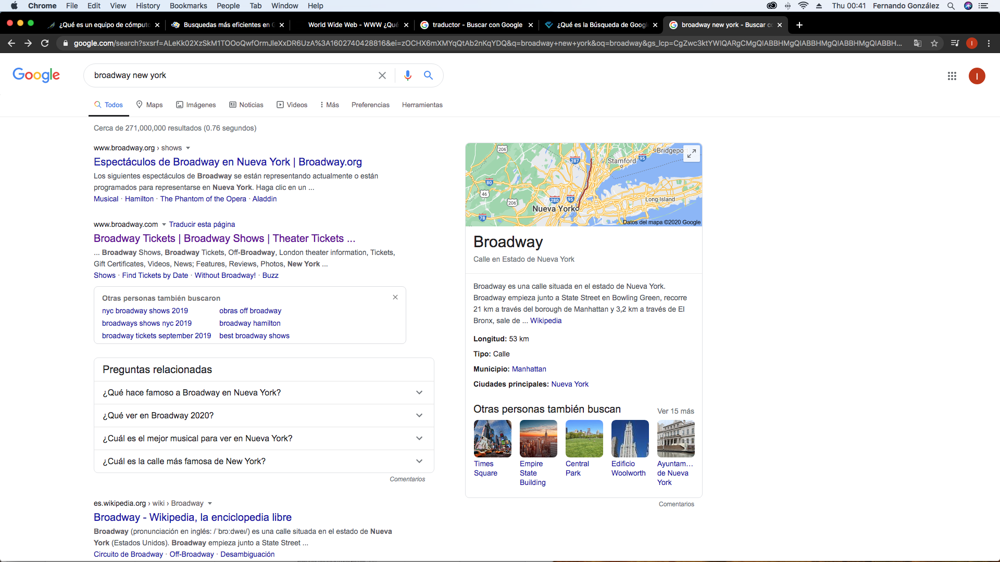 Chrome File Edit View History Bookmarks People Tab Window Help Thu 00:41 Fernando González
¿Qué es un equipo de cómputo
Busquedas más eficientes en G
World Wide Web - WWW ¿Qué
traductor - Buscar con Google
¿Qué es la Búsqueda de Googl
broadway new york - Buscar c
google.com/search?sxsrf=ALeKk02XzSkM1TOOoQwfOrmJleXxDR6UzA%3A1602740428816&ei=zOCHX6mXMYqQtAb2nKqYDQ&q=broadway+new+york&oq=broadway&gs_lcp=CgZwc3ktYWIQARgCMgQIABBHMgQIABBHMgQIABBHMgQIABBH...
I
Google
broadway new york
I
Todos Maps Imágenes Noticias Videos Más Preferencias Herramientas
Cerca de 271,000,000 resultados (0.76 segundos)
www.broadway.org › shows
Espectáculos de Broadway en Nueva York | Broadway.org
Los siguientes espectáculos de Broadway se están representando actualmente o están
programados para representarse en Nueva York. Haga clic en un ...
Musical · Hamilton · The Phantom of the Opera · Aladdin
www.broadway.com Traducir esta página
Broadway Tickets | Broadway Shows | Theater Tickets ...
... Broadway Shows, Broadway Tickets, Off-Broadway, London theater information, Tickets,
Gift Certificates, Videos, News; Features, Reviews, Photos, New York ...
Shows · Find Tickets by Date · Without Broadway! · Buzz
Otras personas también buscaron
nyc broadway shows 2019 obras off broadway
broadways shows nyc 2019 broadway hamilton
broadway tickets september 2019 best broadway shows
Preguntas relacionadas
¿Qué hace famoso a Broadway en Nueva York?
¿Qué ver en Broadway 2020?
¿Cuál es el mejor musical para ver en Nueva York?
¿Cuál es la calle más famosa de New York?
Comentarios
es.wikipedia.org › wiki › Broadway
Broadway - Wikipedia, la enciclopedia libre
Broadway (pronunciación en inglés: /ˈbrɔːdweɪ/) es una calle situada en el estado de Nueva
York (Estados Unidos). Broadway empieza junto a State Street ...
Circuito de Broadway · Off-Broadway · Desambiguación
206
Bridgepor
287
Stamford
95
80
46
206
280
95
Long Island
Nueva York
78
Datos del mapa ©2020 Google
Broadway
Calle en Estado de Nueva York
Broadway es una calle situada en el estado de Nueva York.
Broadway empieza junto a State Street en Bowling Green, recorre
21 km a través del borough de Manhattan y 3,2 km a través de El
Bronx, sale de ... Wikipedia
Longitud: 53 km
Tipo: Calle
Municipio: Manhattan
Ciudades principales: Nueva York
Otras personas también buscan Ver 15 más
Times
Square
Empire
State
Building
Central
Park
Edificio
Woolworth
Ayuntam...
de Nueva
York
Comentarios